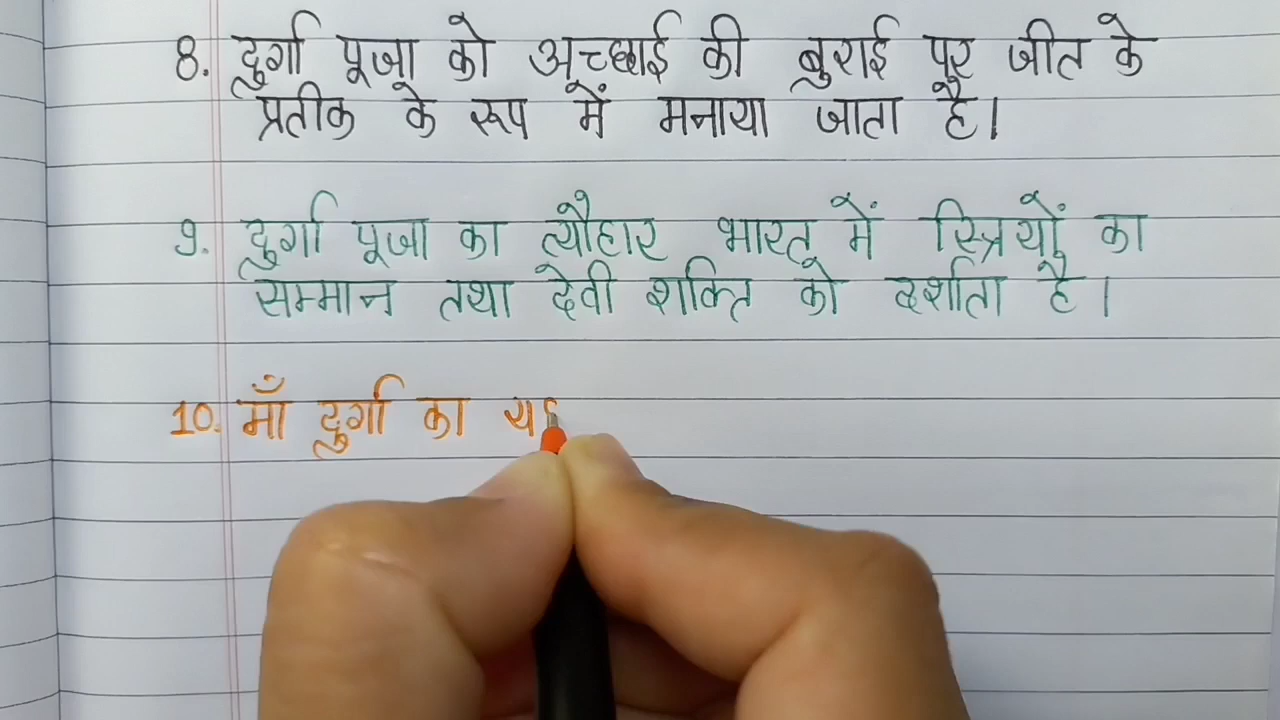 8. दुर्गा पूजा को अच्छाई की बुराई पर जीत के
प्रतीक के रूप में मनाया जाता है।
9. दुर्गा पूजा का त्यौहार भारत में स्त्रियों का
सम्मान तथा देवी शक्ति को दर्शाता है।
10. माँ दुर्गा का